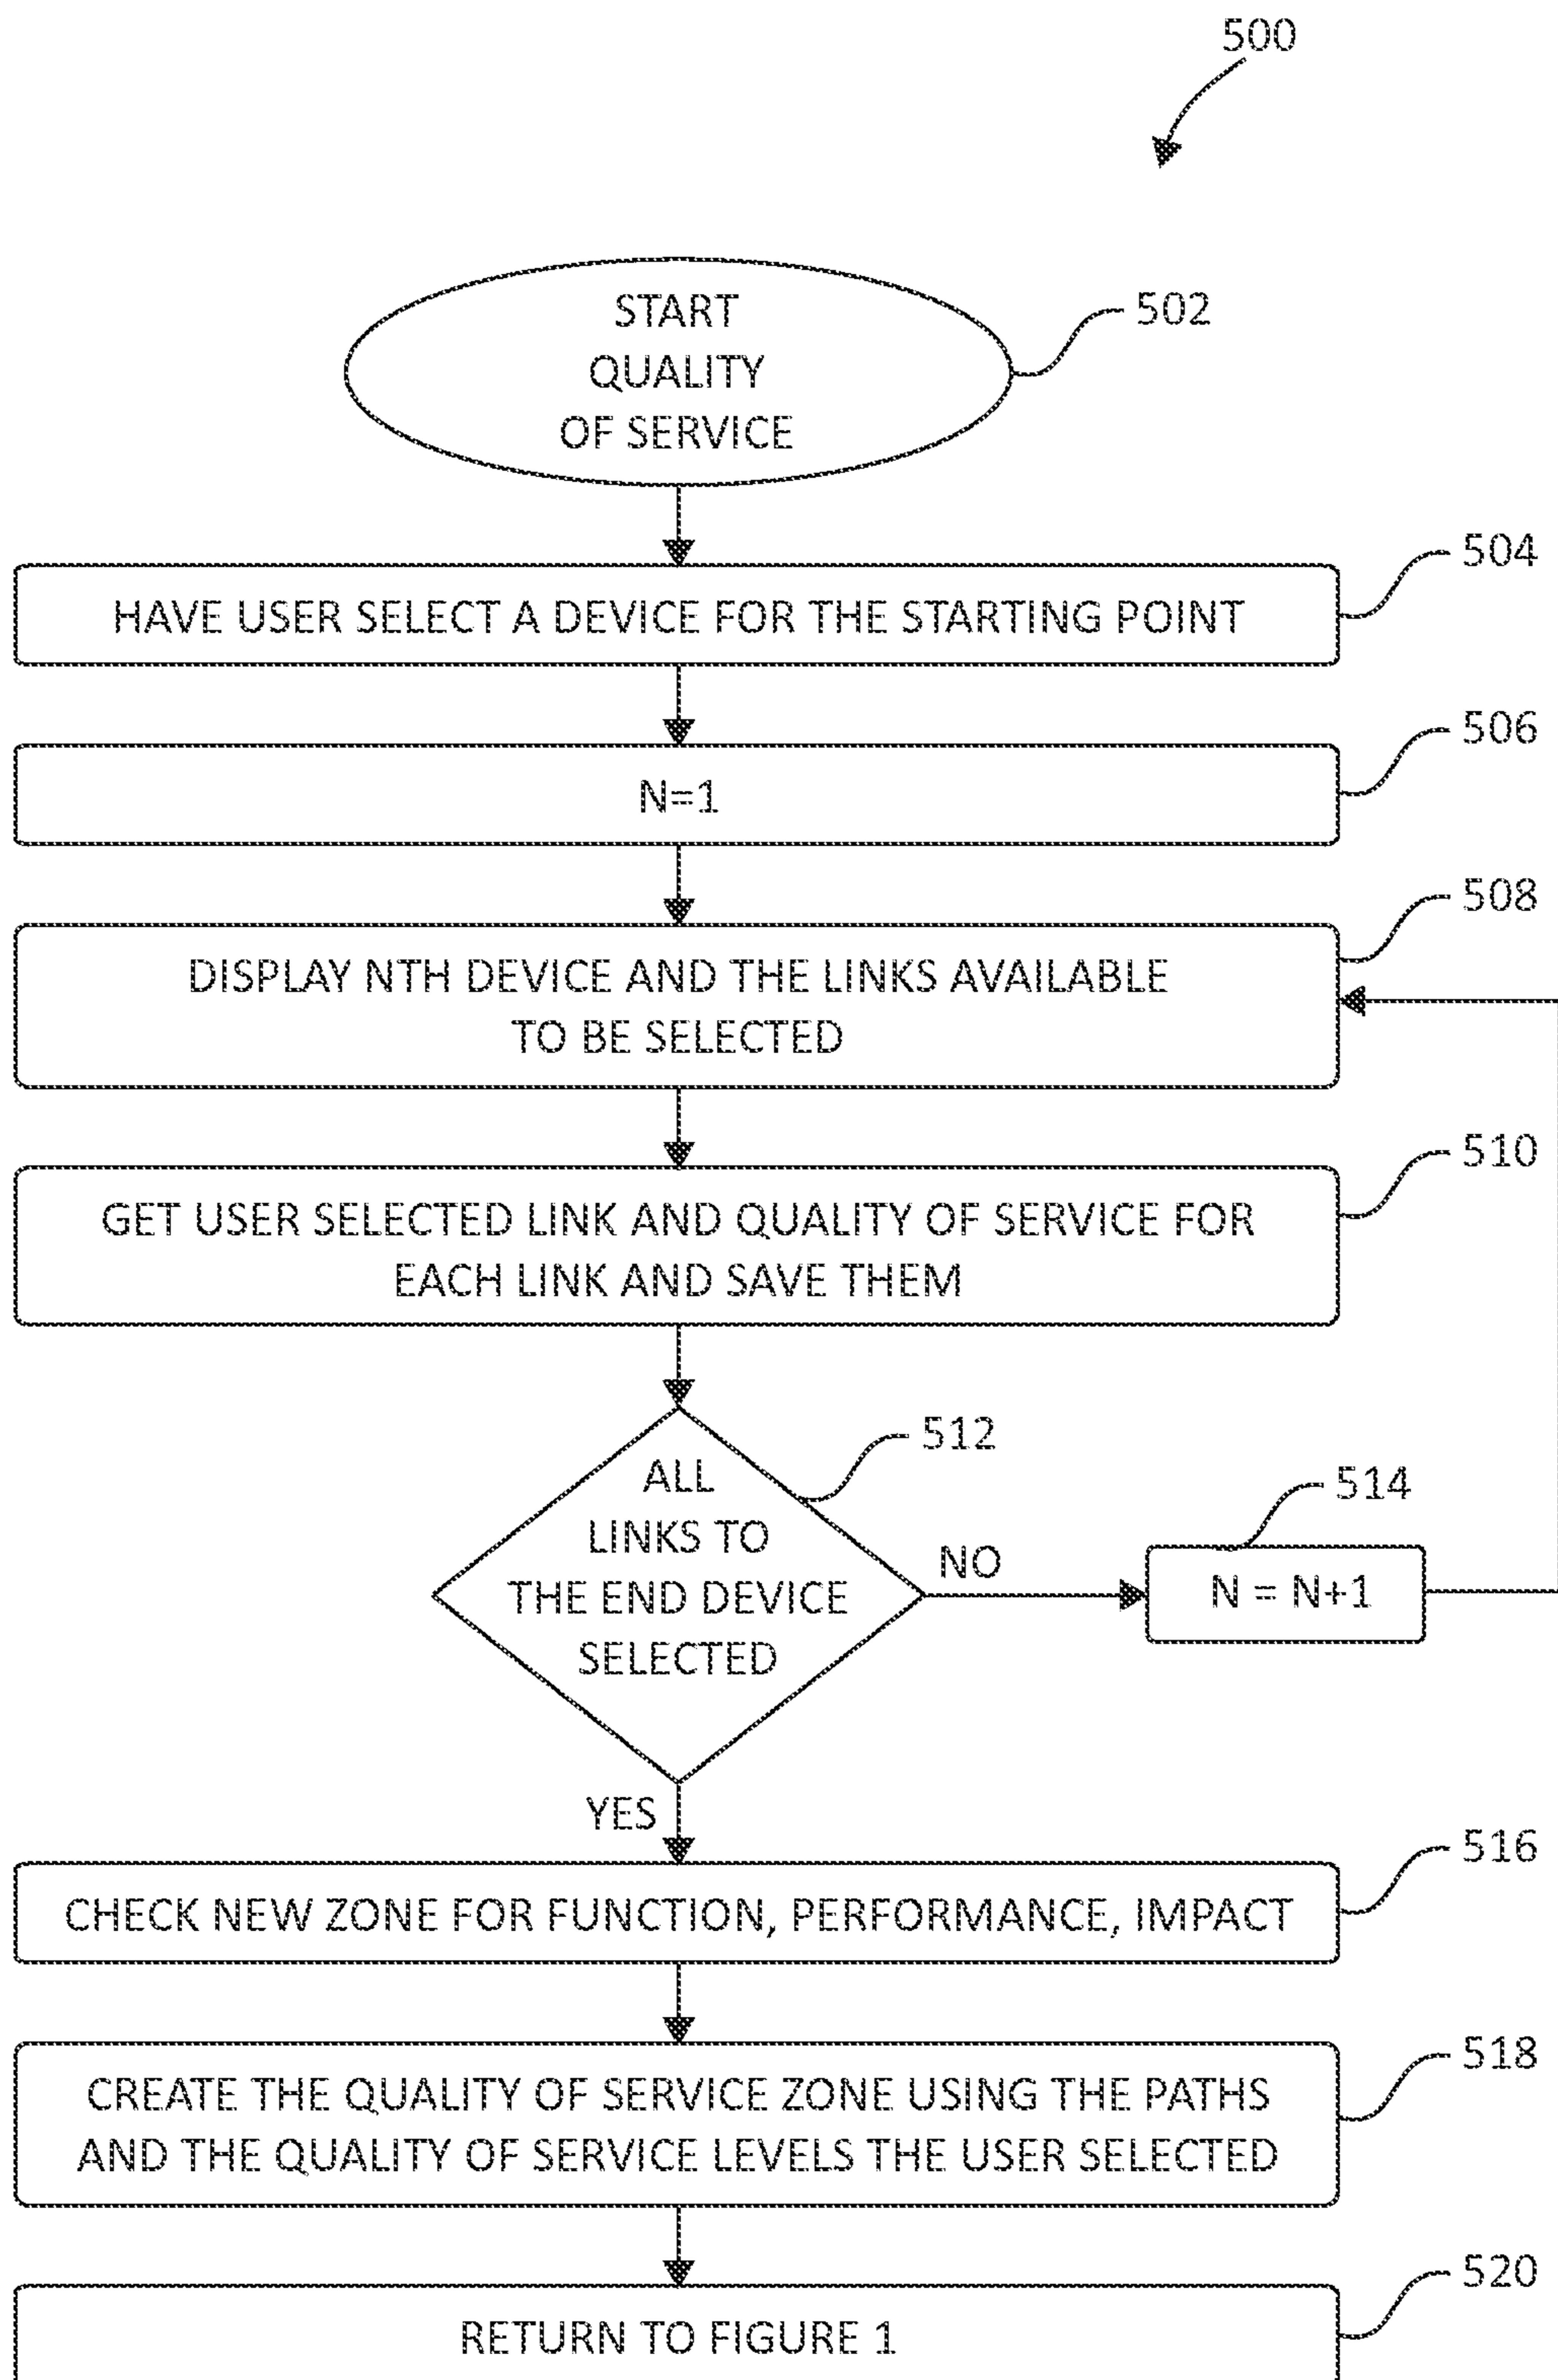 500
START
QUALITY
OF SERVICE
502
HAVE USER SELECT A DEVICE FOR THE STARTING POINT
504
N=1
506
DISPLAY NTH DEVICE AND THE LINKS AVAILABLE
TO BE SELECTED
508
GET USER SELECTED LINK AND QUALITY OF SERVICE FOR
EACH LINK AND SAVE THEM
510
ALL
LINKS TO
THE END DEVICE
SELECTED
512
NO
514
N = N+1
YES
CHECK NEW ZONE FOR FUNCTION, PERFORMANCE, IMPACT
516
CREATE THE QUALITY OF SERVICE ZONE USING THE PATHS
AND THE QUALITY OF SERVICE LEVELS THE USER SELECTED
518
RETURN TO FIGURE 1
520